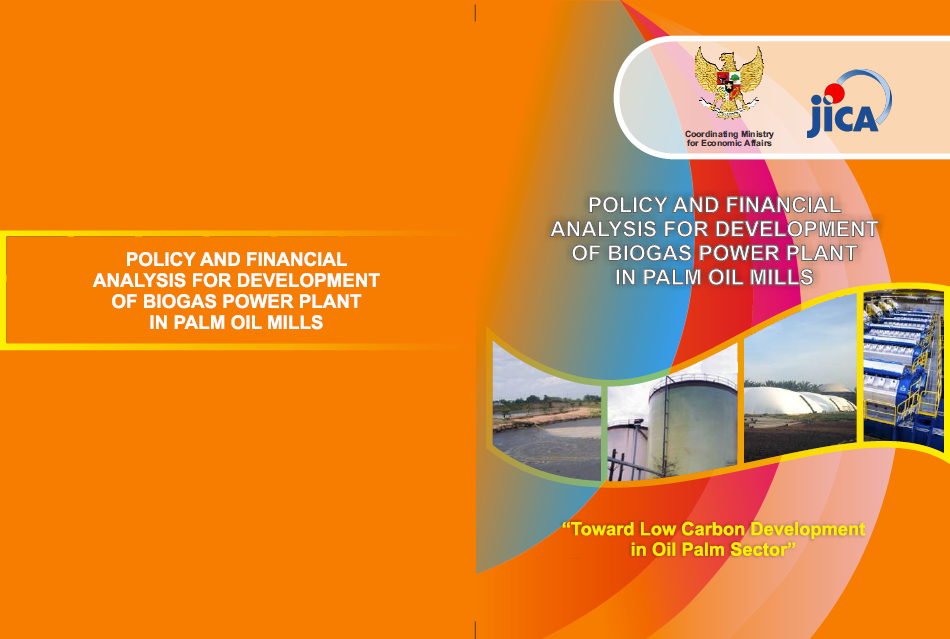 POLICY AND FINANCIAL
ANALYSIS FOR DEVELOPMENT
OF BIOGAS POWER PLANT
IN PALM OIL MILLS
Coordinating Ministry
for Economic Affairs
jICA
POLICY AND FINANCIAL
ANALYSIS FOR DEVELOPMENT
OF BIOGAS POWER PLANT
IN PALM OIL MILLS
“Toward Low Carbon Development
in Oil Palm Sector”